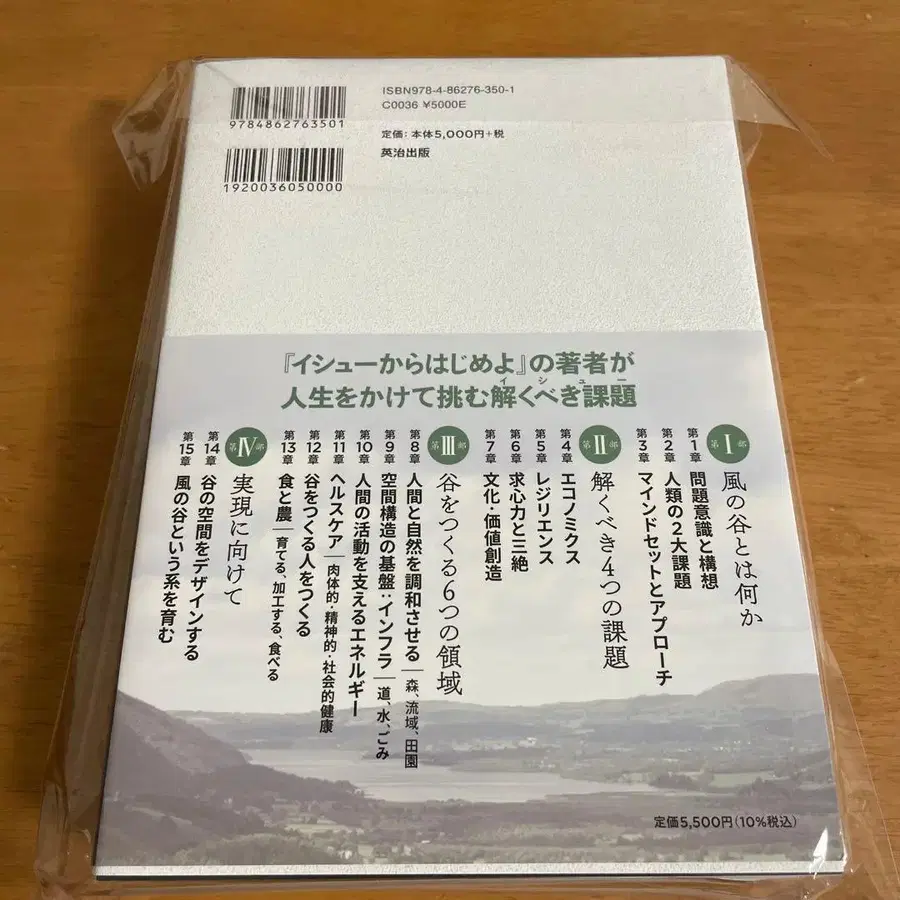 ISBN978-4-86276-350-1
C0036 ¥5000E
9784862763501
定価：本体5,000円+税
英治出版
1920036050000
『イシューからはじめよ』の著者が
人生をかけて挑む解くべき課題
イシュー
第I部 風の谷とは何か
第1章 問題意識と構想
第2章 人類の2大課題
第3章 マインドセットとアプローチ
第II部 解くべき4つの課題
第4章 エコノミクス
第5章 レジリエンス
第6章 求心力と三絶
第7章 文化・価値創造
第III部 谷をつくる6つの領域
第8章 人間と自然を調和させる｜森、流域、田園
第9章 空間構造の基盤：インフラ｜道、水、ごみ
第10章 人間の活動を支えるエネルギー
第11章 ヘルスケア｜肉体的・精神的・社会的健康
第12章 谷をつくる人をつくる
第13章 食と農｜育てる、加工する、食べる
第IV部 実現に向けて
第14章 谷の空間をデザインする
第15章 風の谷という系を育む
定価5,500円（10%税込）